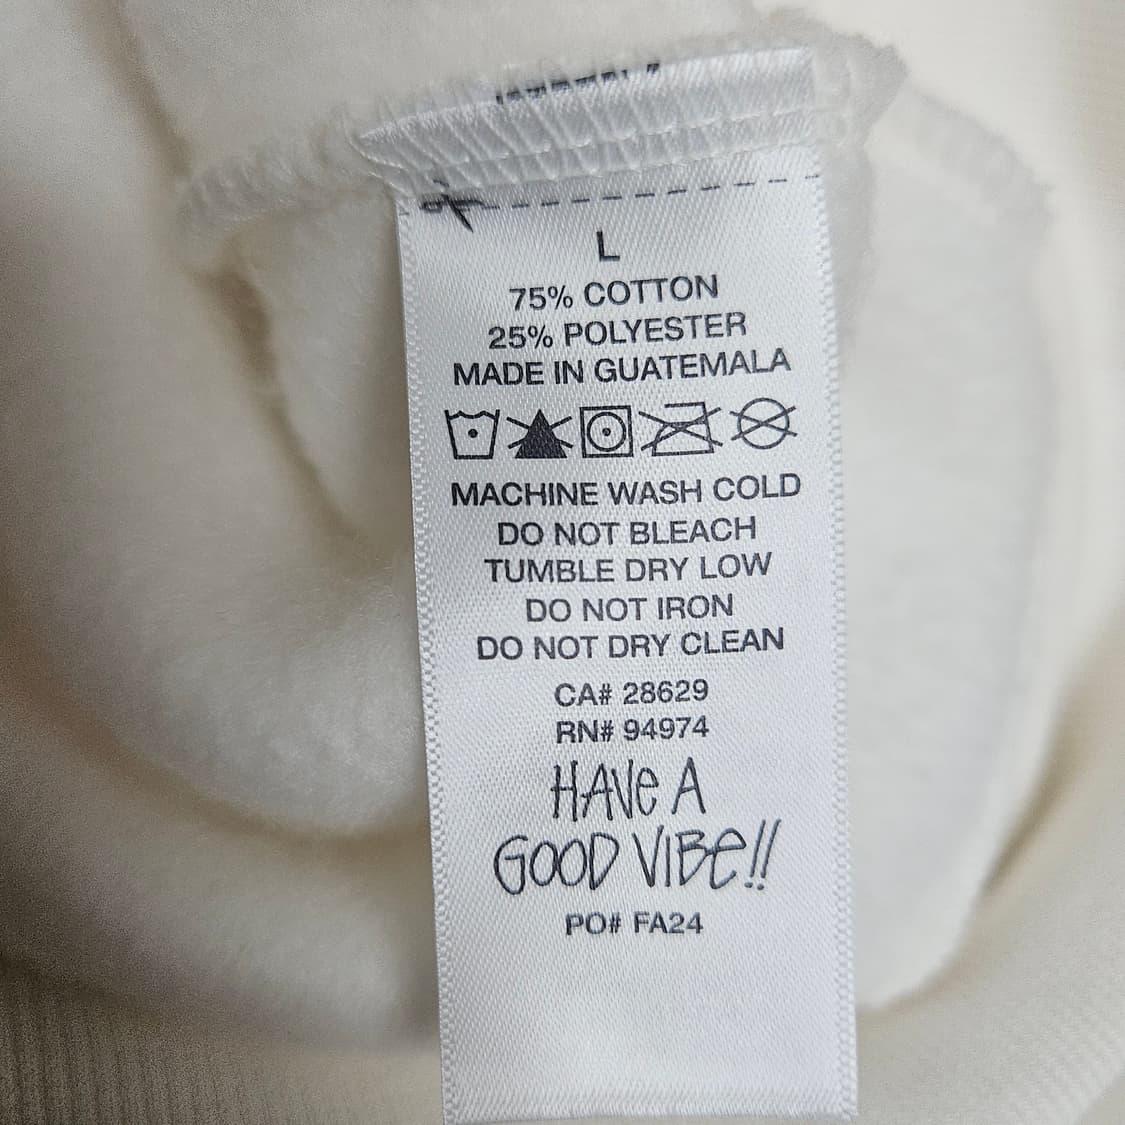 L
75% COTTON
25% POLYESTER
MADE IN GUATEMALA
MACHINE WASH COLD
DO NOT BLEACH
TUMBLE DRY LOW
DO NOT IRON
DO NOT DRY CLEAN
CA# 28629
RN# 94974
HAVE A
GOOD VIBE!!
PO# FA24